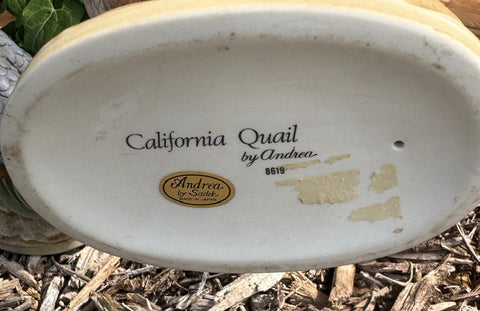 California Quail
by Andrea
8619
Andrea
by Sadek
MADE IN JAPAN